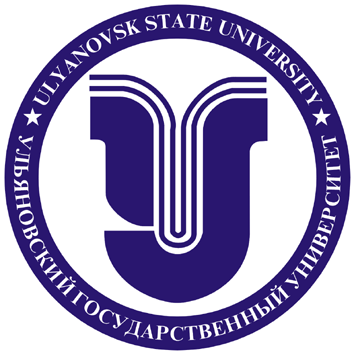 ★ ULYANOVSK STATE UNIVERSITY ★
УЛЬЯНОВСКИЙ ГОСУДАРСТВЕННЫЙ УНИВЕРСИТЕТ